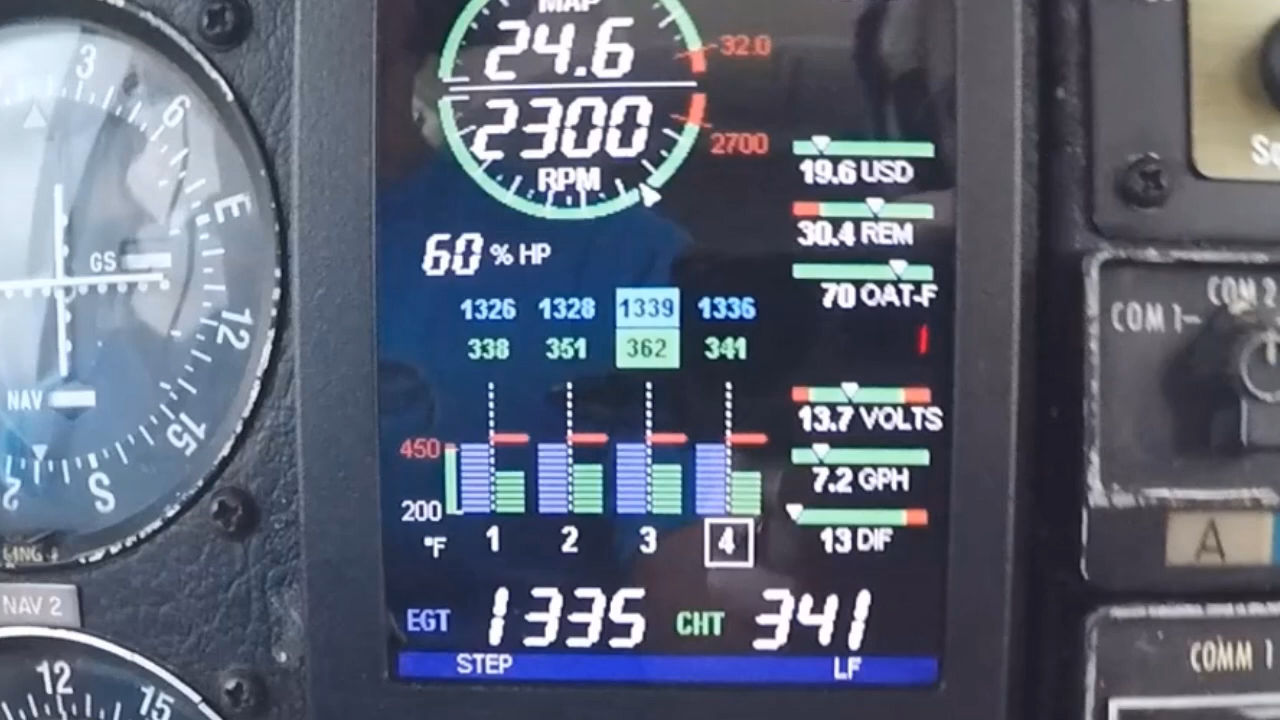 MAP
24.6
32.0
2300
2700
RPM
60 % HP
19.6 USD
30.4 REM
70 OAT-F
1326 1328 1339 1336
338 351 362 341
13.7 VOLTS
7.2 GPH
13 DIF
450
200
°F 1 2 3 4
EGT 1335 CHT 341
STEP LF
3
6
E
12
15
S
GS
NAV
NAV 2
12
15
COM 1
COM 2
A
COMM 1